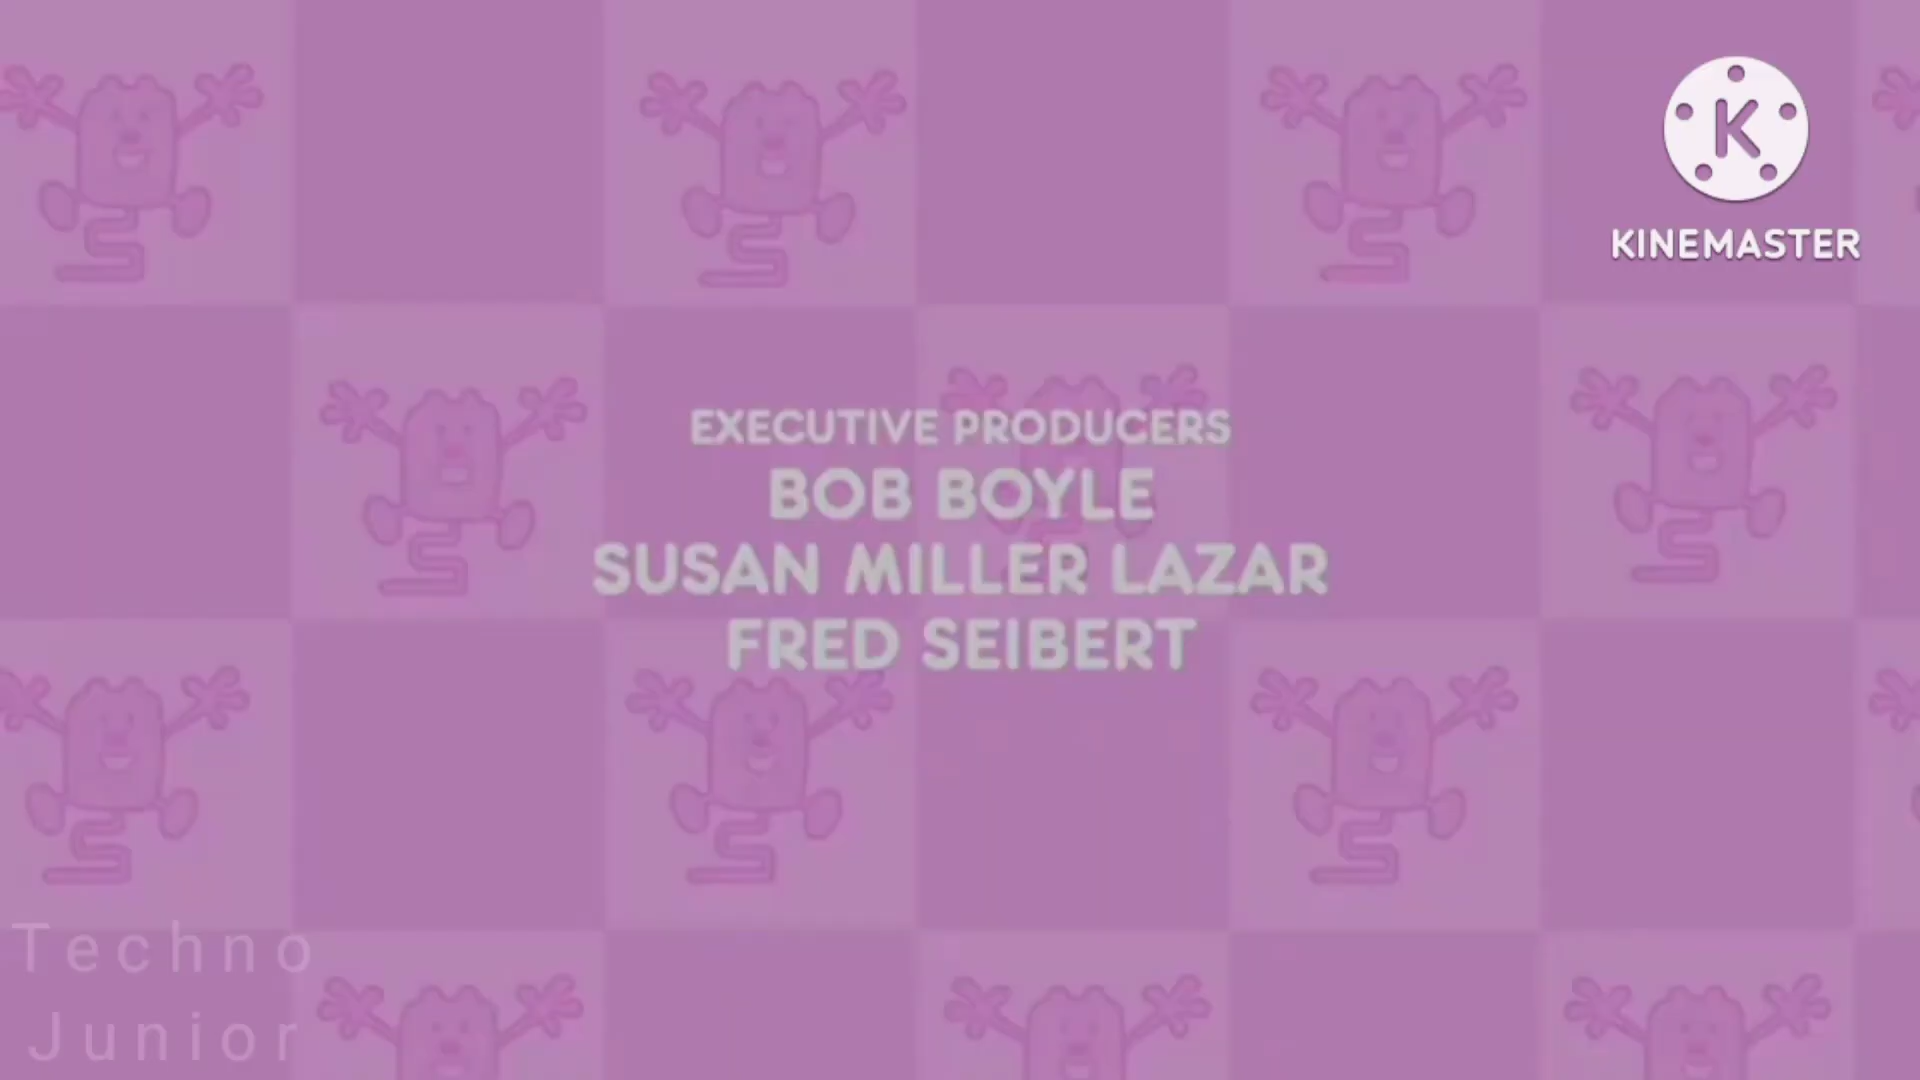 K
KINEMASTER
EXECUTIVE PRODUCERS
BOB BOYLE
SUSAN MILLER LAZAR
FRED SEIBERT
Techno
Junior